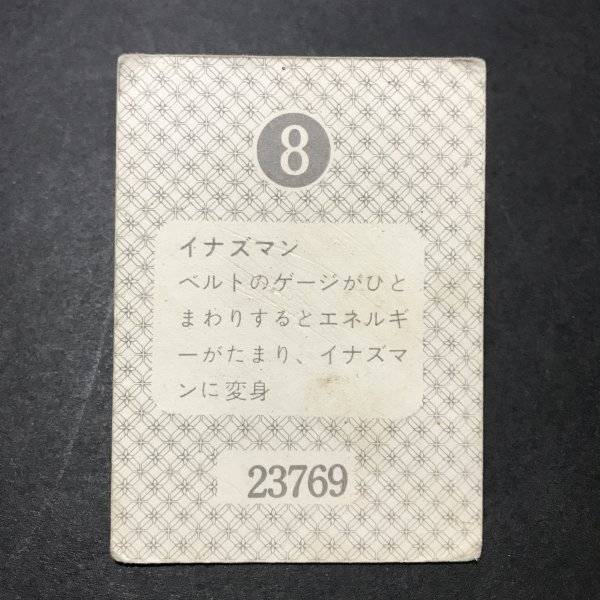 8
イナズマン
ベルトのゲージがひと
まわりするとエネルギ
ーがたまり、イナズマ
ンに変身
23769